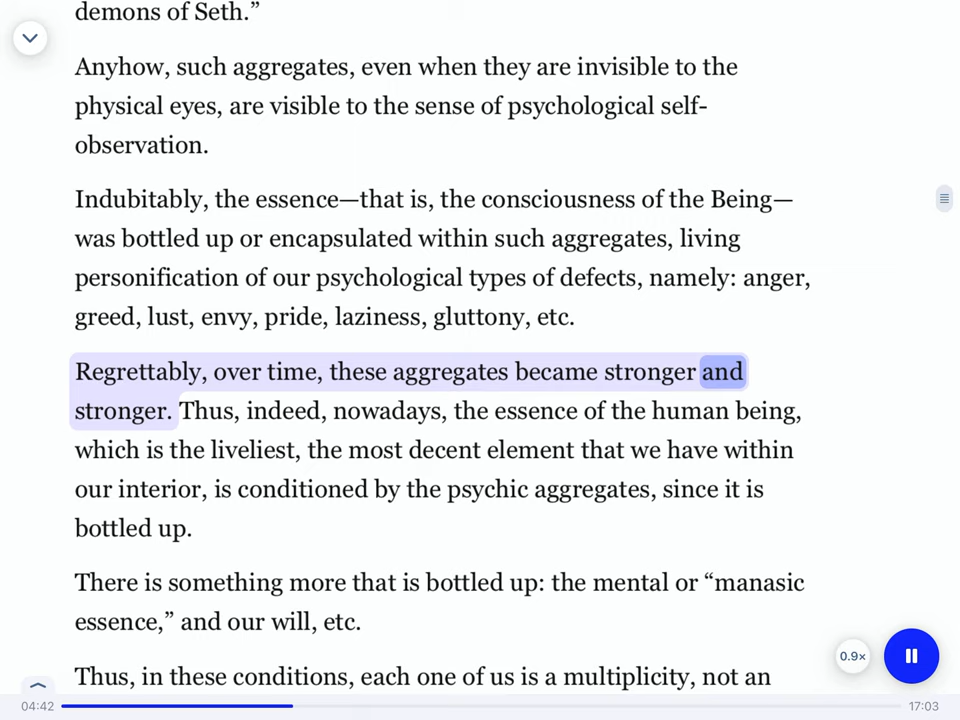 demons of Seth.”
Anyhow, such aggregates, even when they are invisible to the
physical eyes, are visible to the sense of psychological self-
observation.
Indubitably, the essence—that is, the consciousness of the Being—
was bottled up or encapsulated within such aggregates, living
personification of our psychological types of defects, namely: anger,
greed, lust, envy, pride, laziness, gluttony, etc.
Regrettably, over time, these aggregates became stronger and
stronger. Thus, indeed, nowadays, the essence of the human being,
which is the liveliest, the most decent element that we have within
our interior, is conditioned by the psychic aggregates, since it is
bottled up.
There is something more that is bottled up: the mental or “manasic
essence,” and our will, etc.
Thus, in these conditions, each one of us is a multiplicity, not an
0.9×
04:42
17:03